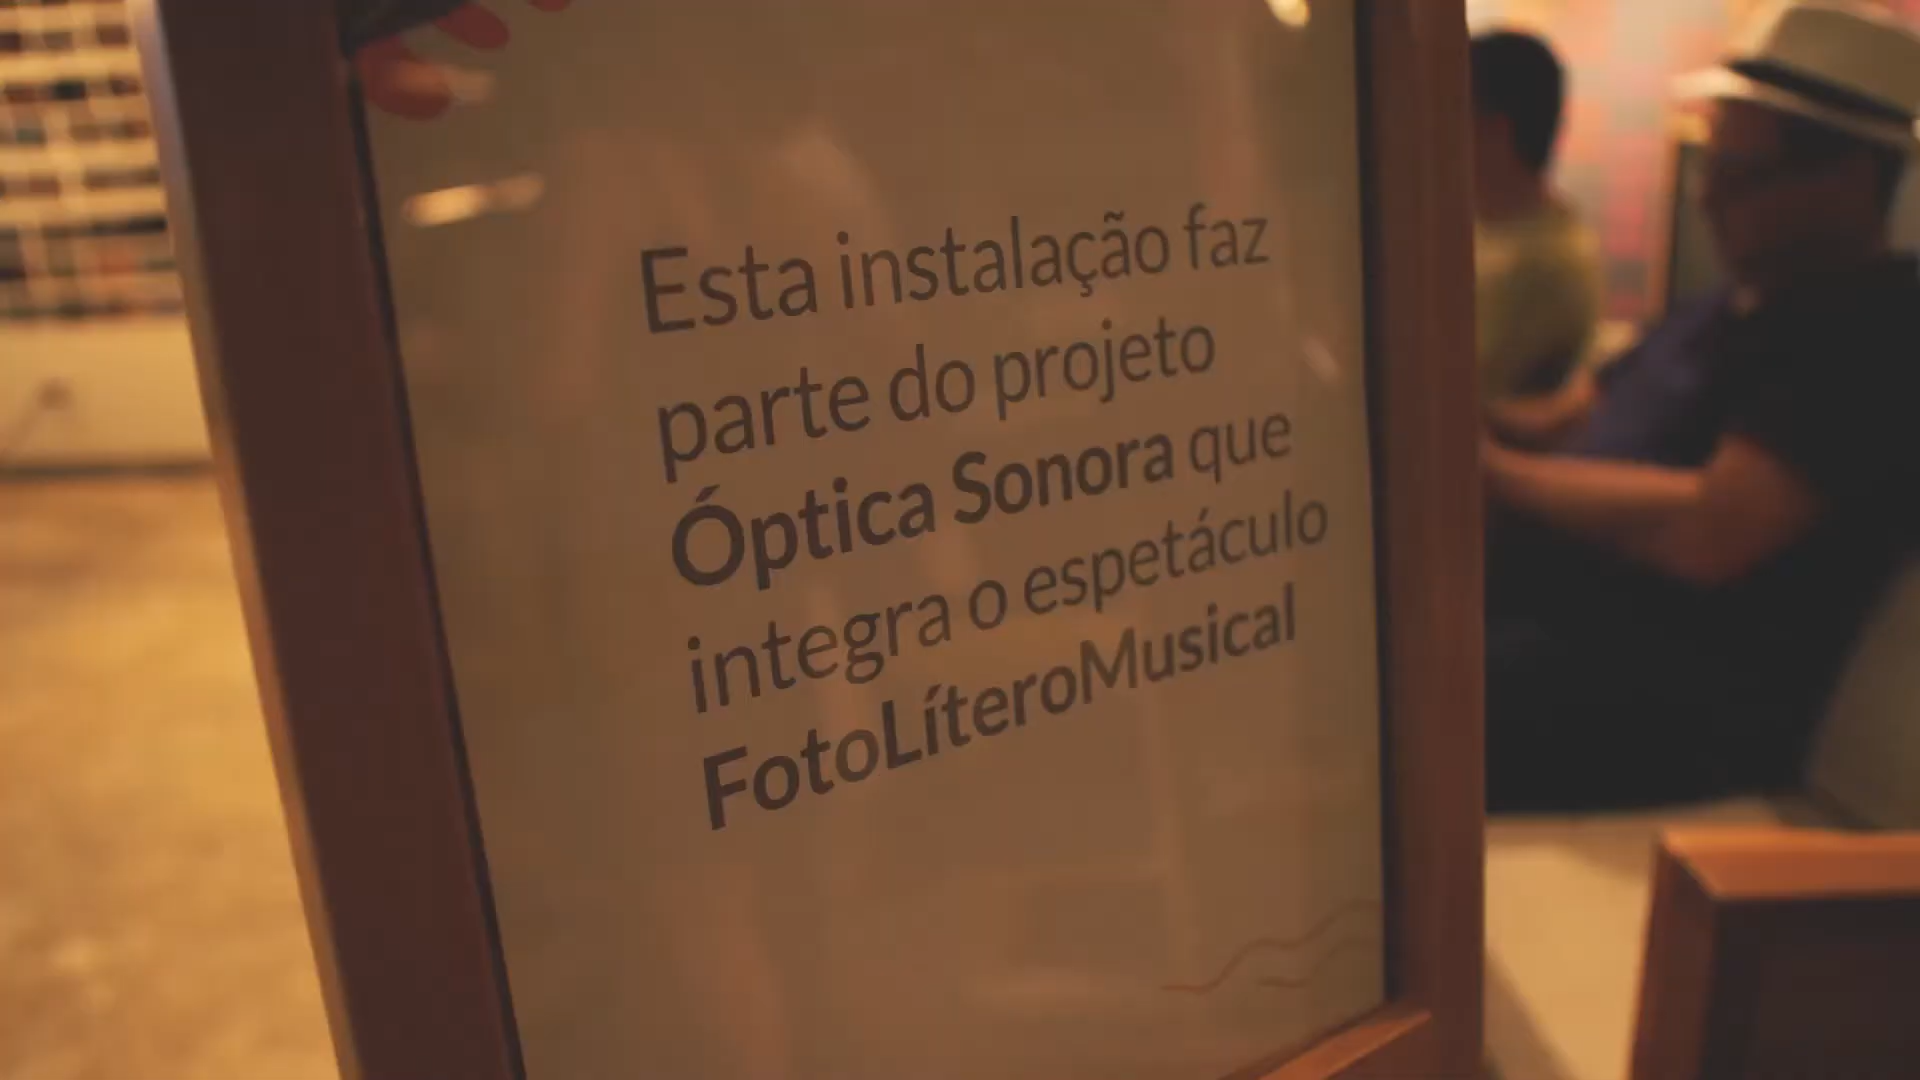 Esta instalação faz
parte do projeto
Óptica Sonora que
integra o espetáculo
FotoLíteroMusical